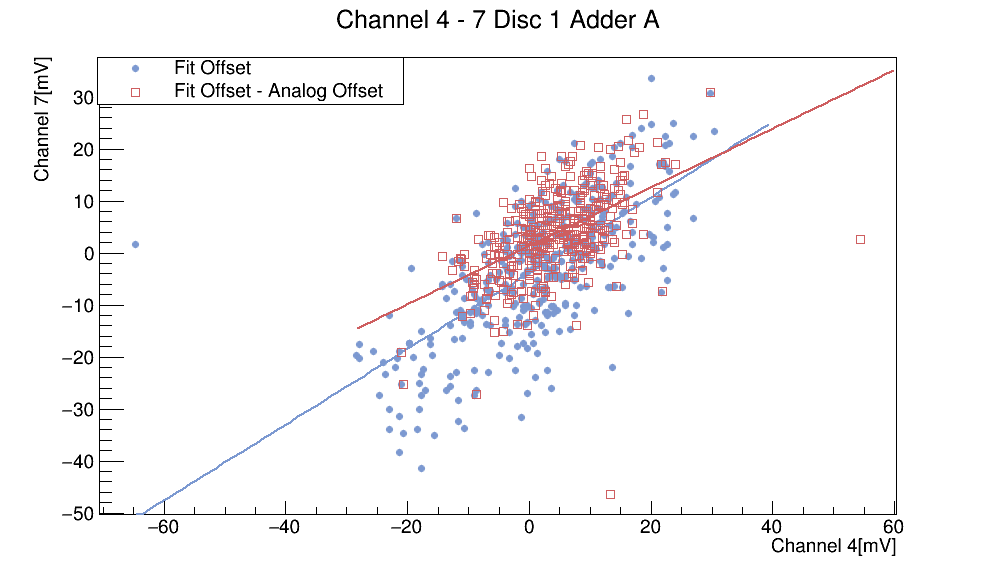 Channel 4 - 7 Disc 1 Adder A
Fit Offset
Fit Offset - Analog Offset
Channel 7[mV]
30
20
10
0
−10
−20
−30
−40
−50
−60 −40 −20 0 20 40 60
Channel 4[mV]